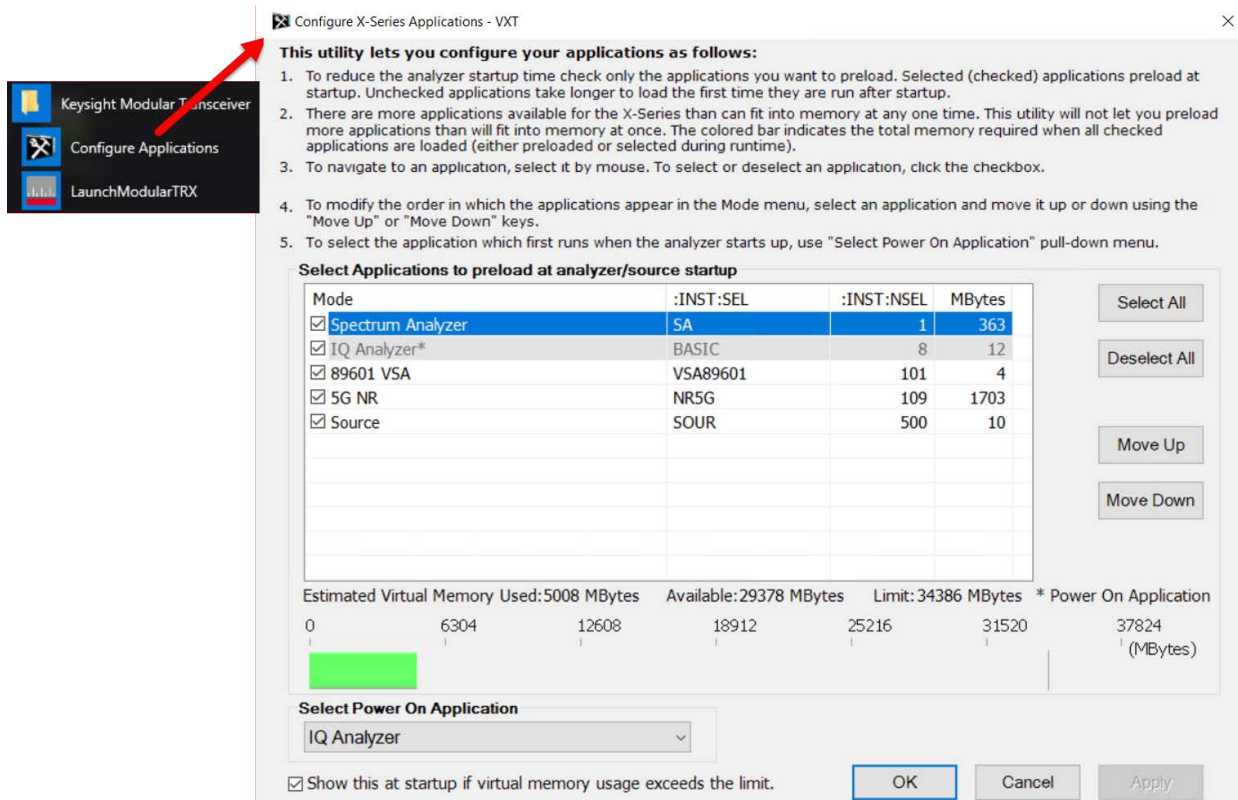 Configure X-Series Applications - VXT
This utility lets you configure your applications as follows:
1. To reduce the analyzer startup time check only the applications you want to preload. Selected (checked) applications preload at
startup. Unchecked applications take longer to load the first time they are run after startup.
2. There are more applications available for the X-Series than can fit into memory at any one time. This utility will not let you preload
more applications than will fit into memory at once. The colored bar indicates the total memory required when all checked
applications are loaded (either preloaded or selected during runtime).
3. To navigate to an application, select it by mouse. To select or deselect an application, click the checkbox.
4. To modify the order in which the applications appear in the Mode menu, select an application and move it up or down using the
"Move Up" or "Move Down" keys.
5. To select the application which first runs when the analyzer starts up, use "Select Power On Application" pull-down menu.
Keysight Modular Transceiver
Configure Applications
LaunchModularTRX
Select Applications to preload at analyzer/source startup
Mode :INST:SEL :INST:NSEL MBytes
Spectrum Analyzer SA 1 363
IQ Analyzer* BASIC 8 12
89601 VSA VSA89601 101 4
5G NR NR5G 109 1703
Source SOUR 500 10
Select All
Deselect All
Move Up
Move Down
Estimated Virtual Memory Used:5008 MBytes Available:29378 MBytes Limit:34386 MBytes * Power On Application
0 6304 12608 18912 25216 31520 37824
(MBytes)
Select Power On Application
IQ Analyzer
Show this at startup if virtual memory usage exceeds the limit.
OK Cancel Apply